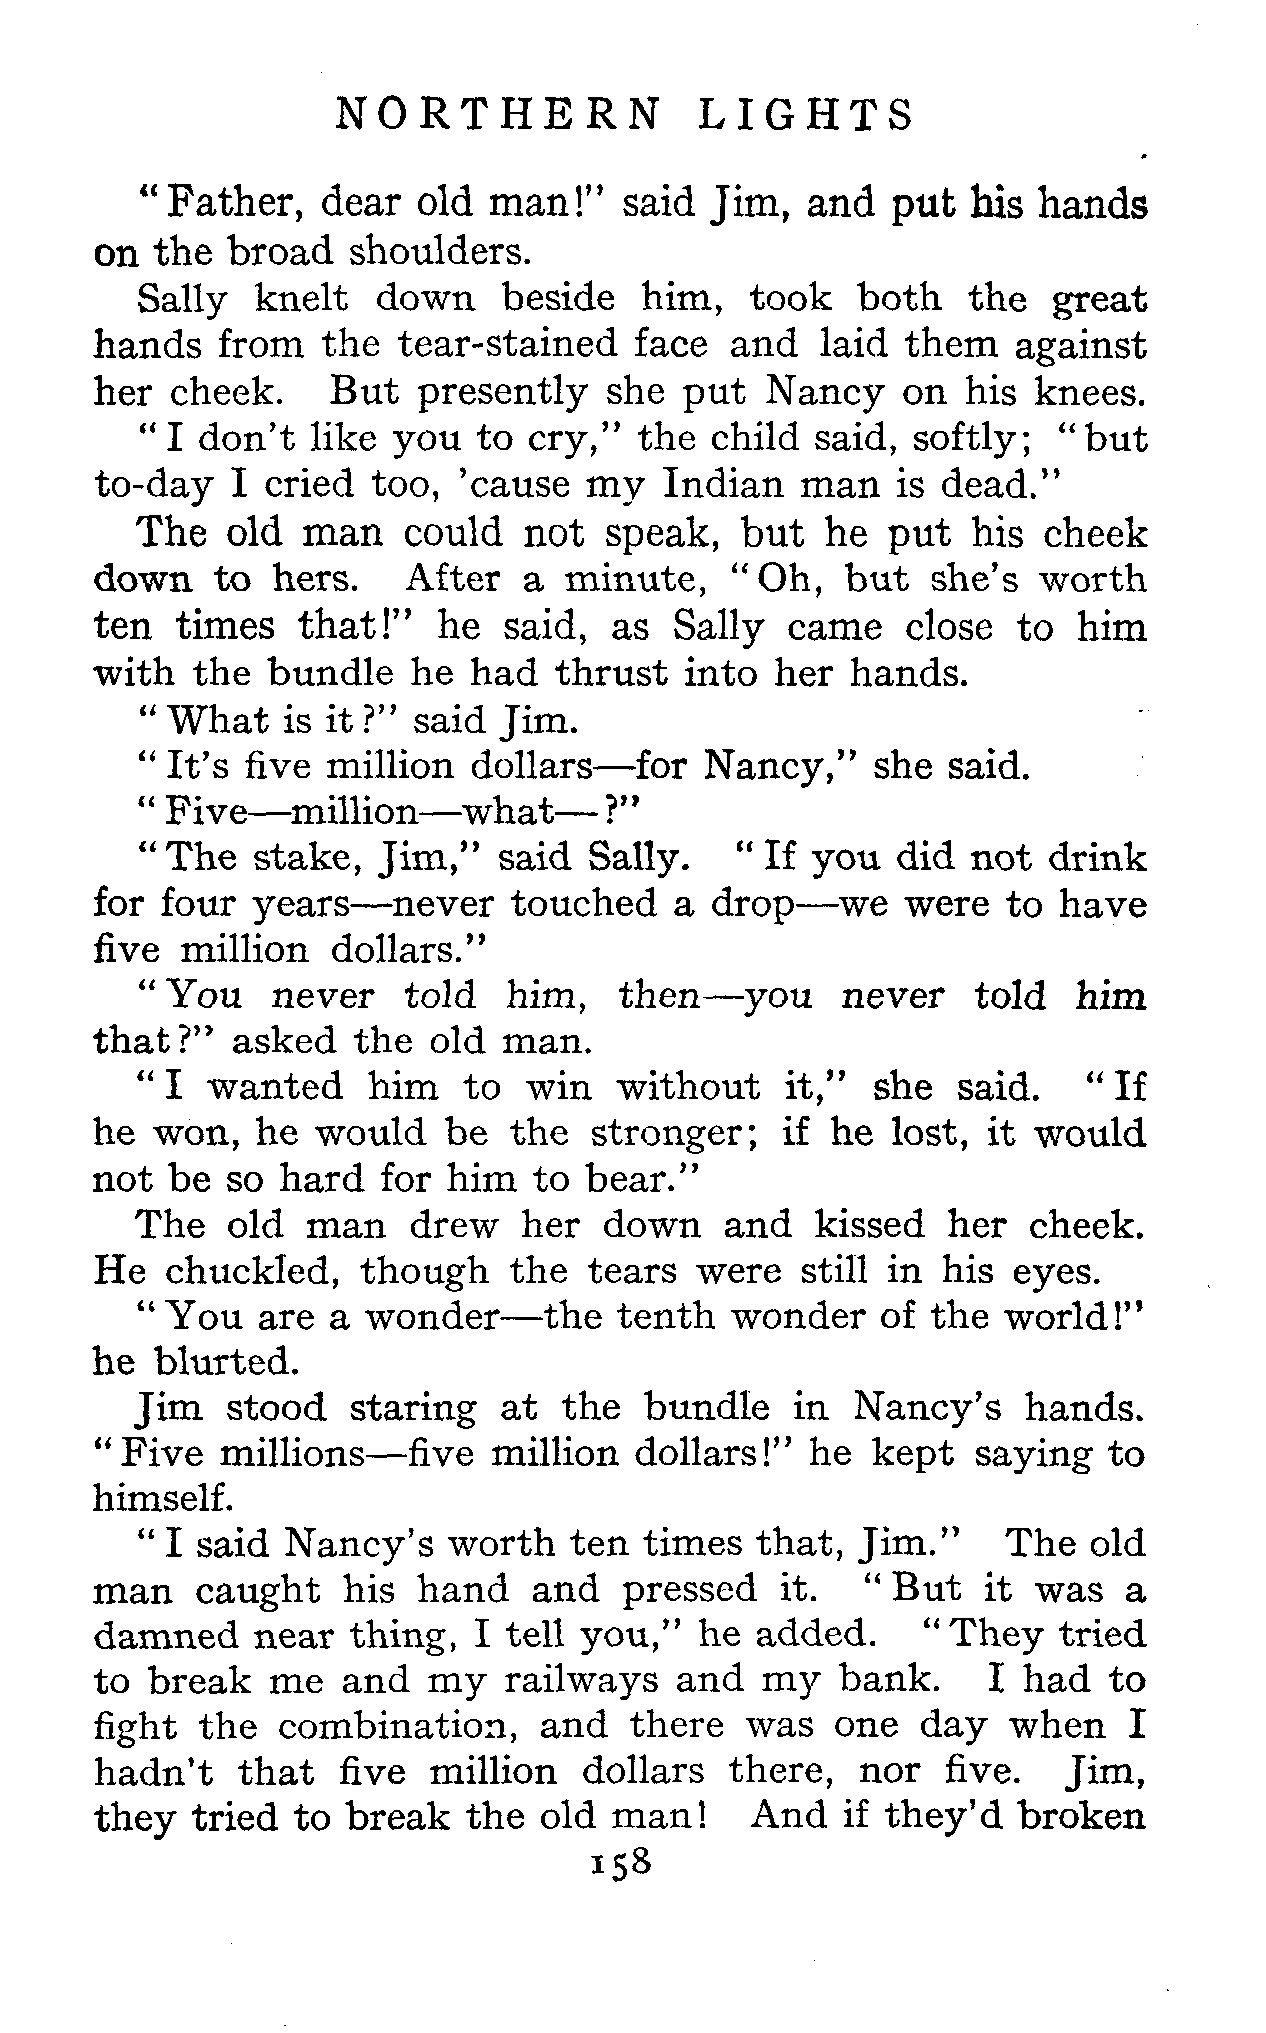 NORTHERN LIGHTS
"Father, dear old man!" said Jim, and put his hands
on the broad shoulders.
Sally knelt down beside him, took both the great
hands from the tear-stained face and laid them against
her cheek. But presently she put Nancy on his knees.
"I don't like you to cry," the child said, softly; "but
to-day I cried too, 'cause my Indian man is dead."
The old man could not speak, but he put his cheek
down to hers. After a minute, "Oh, but she's worth
ten times that!" he said, as Sally came close to him
with the bundle he had thrust into her hands.
"What is it?" said Jim.
"It's five million dollars—for Nancy," she said.
"Five—million—what—?"
"The stake, Jim," said Sally. "If you did not drink
for four years—never touched a drop—we were to have
five million dollars."
"You never told him, then—you never told him
that?" asked the old man.
"I wanted him to win without it," she said. "If
he won, he would be the stronger; if he lost, it would
not be so hard for him to bear."
The old man drew her down and kissed her cheek.
He chuckled, though the tears were still in his eyes.
"You are a wonder—the tenth wonder of the world!"
he blurted.
Jim stood staring at the bundle in Nancy's hands.
"Five millions—five million dollars!" he kept saying to
himself.
"I said Nancy's worth ten times that, Jim." The old
man caught his hand and pressed it. "But it was a
damned near thing, I tell you," he added. "They tried
to break me and my railways and my bank. I had to
fight the combination, and there was one day when I
hadn't that five million dollars there, nor five. Jim,
they tried to break the old man! And if they'd broken
158